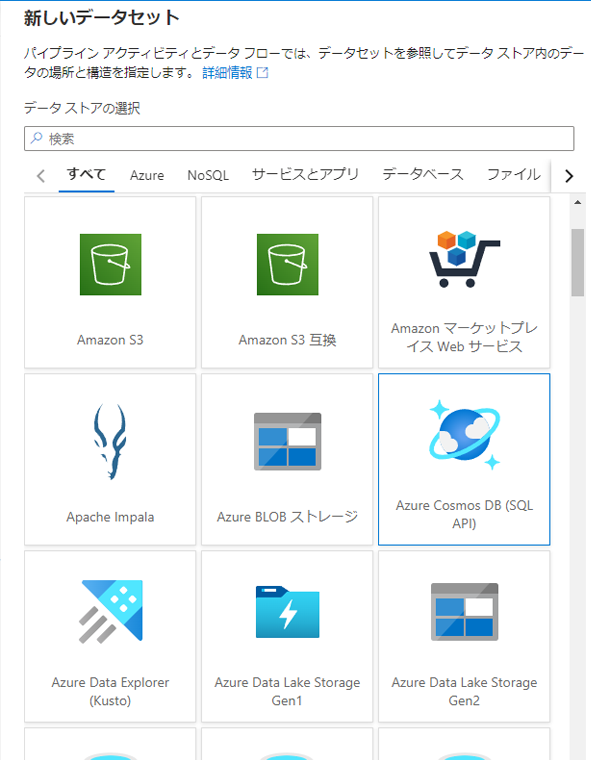 新しいデータセット
パイプライン アクティビティとデータ フローでは、データセットを参照してデータ ストア内のデー
タの場所と構造を指定します。 詳細情報
データ ストアの選択
検索
すべて Azure NoSQL サービスとアプリ データベース ファイル
Amazon S3
Amazon S3 互換
Amazon マーケットプレ
イス Web サービス
Apache Impala
Azure BLOB ストレージ
Azure Cosmos DB (SQL
API)
Azure Data Explorer
(Kusto)
Azure Data Lake Storage
Gen1
Azure Data Lake Storage
Gen2